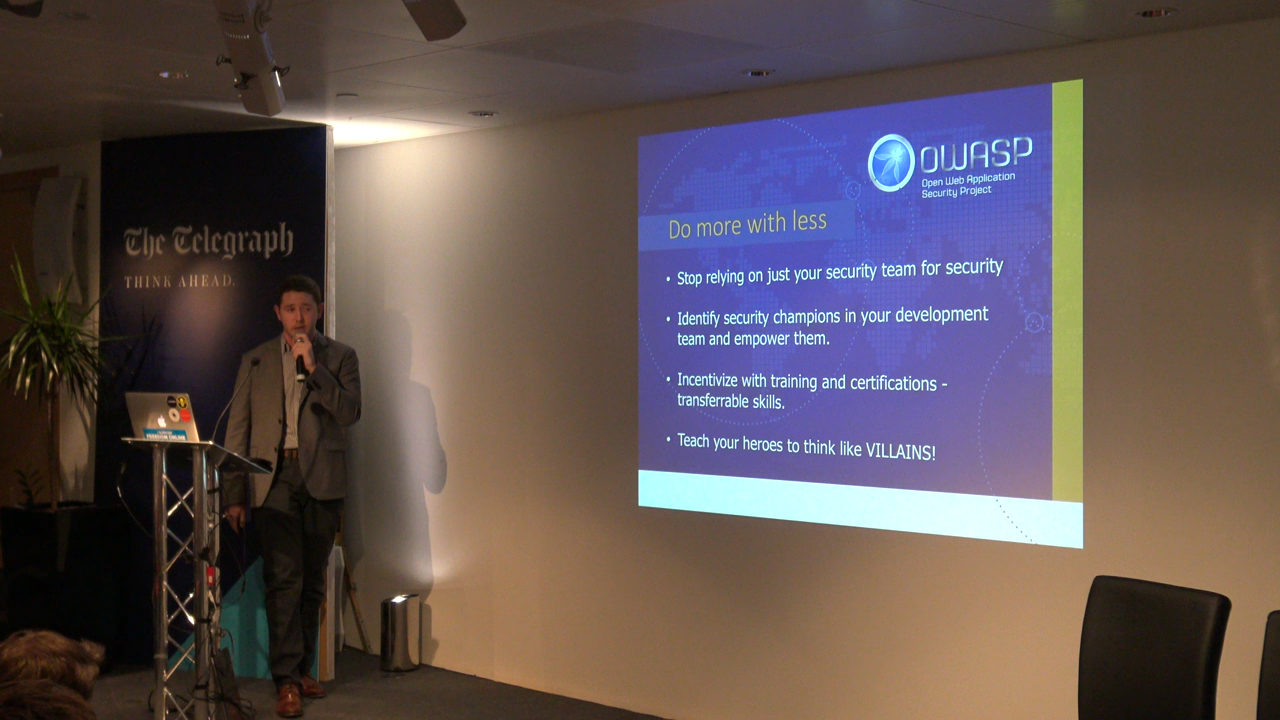 The Telegraph
THINK AHEAD.
OWASP
Open Web Application
Security Project
Do more with less
• Stop relying on just your security team for security
• Identify security champions in your development
team and empower them.
• Incentivize with training and certifications -
transferrable skills.
• Teach your heroes to think like VILLAINS!
FREEDOM ONLINE